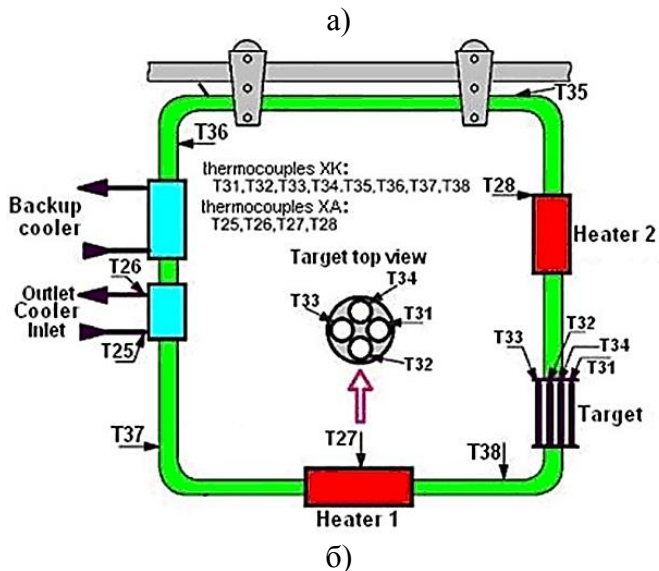 а)
T35
T36
thermocouples XK:
T31,T32,T33,T34.T35,T36,T37,T38
thermocouples XA:
T25,T26,T27,T28
T28
Backup
cooler
Heater 2
T26
Target top view
T34
T33
T31
T32
Outlet
Cooler
Inlet
T25
T33
T32
T34
T31
Target
T37
T27
T38
Heater 1
б)